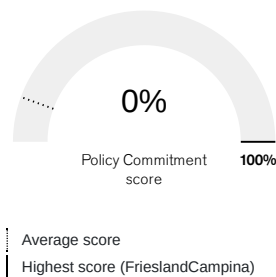 0%
Policy Commitment 100%
score
Average score
Highest score (FrieslandCampina)